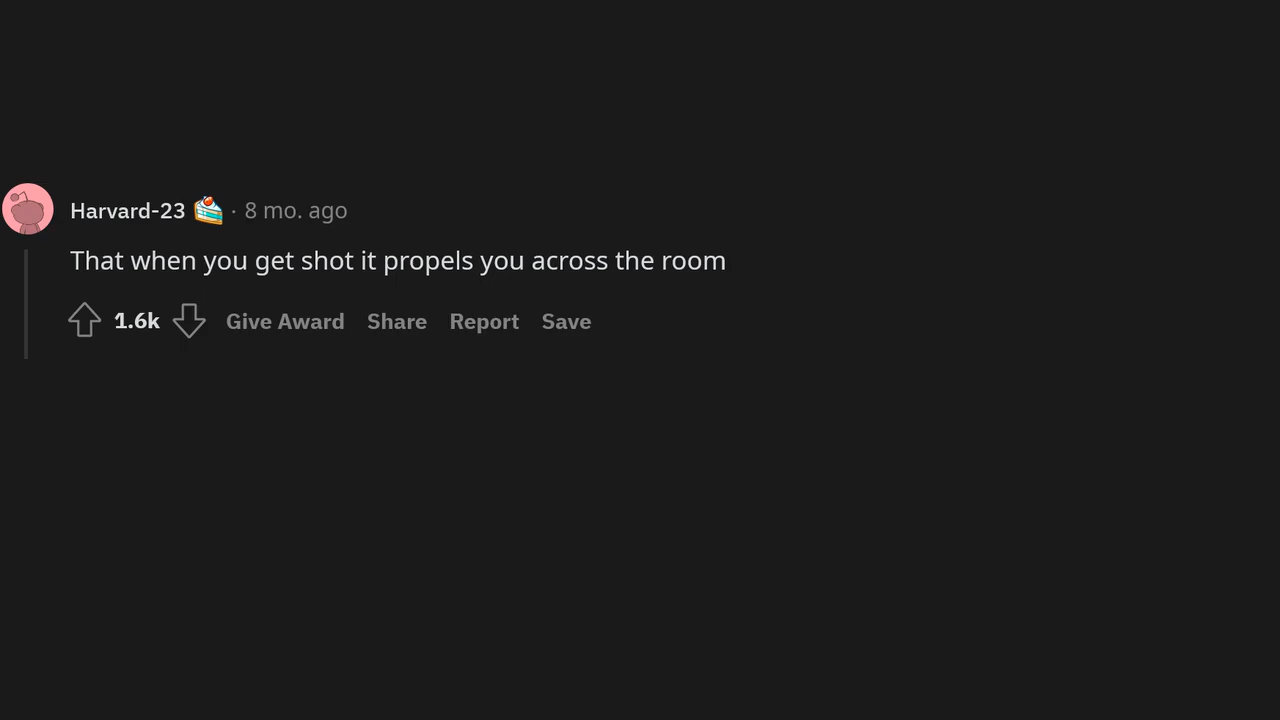 Harvard-23 · 8 mo. ago
That when you get shot it propels you across the room
1.6k Give Award Share Report Save